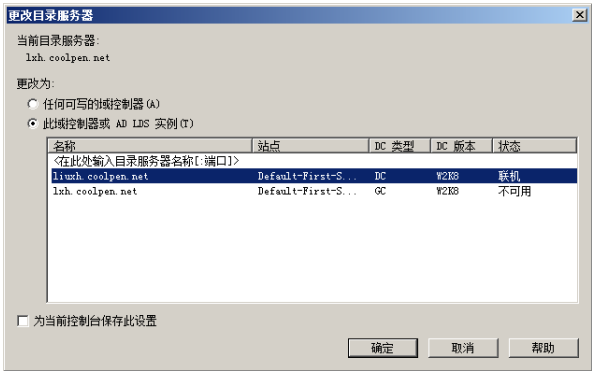 更改目录服务器
当前目录服务器:
lxh.coolpen.net
更改为:
任何可写的域控制器(A)
此域控制器或 AD LDS 实例(T)
名称 站点 DC 类型 DC 版本 状态
<在此处输入目录服务器名称[:端口]>
liuxh.coolpen.net Default-First-S... DC W2K8 联机
lxh.coolpen.net Default-First-S... GC W2K8 不可用
为当前控制台保存此设置
确定 取消 帮助